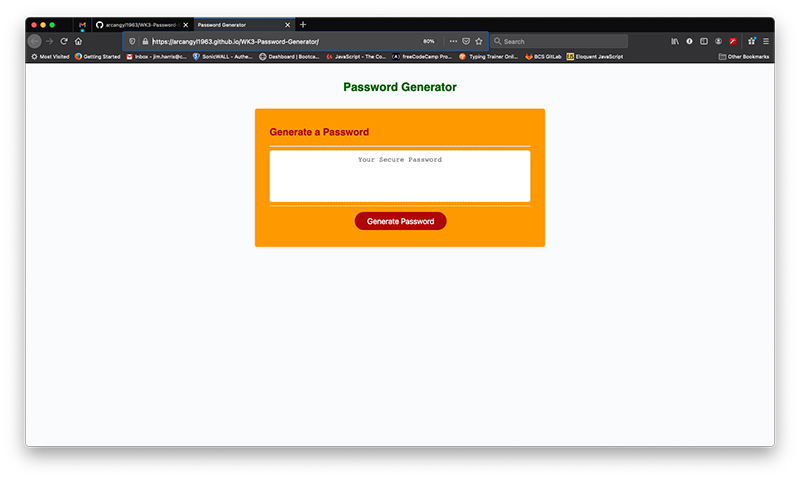 arcangyl1963/WK3-Password-
Password Generator
https://arcangyl1963.github.io/WK3-Password-Generator/
80%
Search
Most Visited
Getting Started
Inbox - jim.harris@c...
SonicWALL - Authe...
Dashboard | Bootca...
JavaScript - The Co...
freeCodeCamp Pro...
Typing Trainer Onli...
BCS GitLab
Eloquent JavaScript
Other Bookmarks
Password Generator
Generate a Password
Your Secure Password
Generate Password